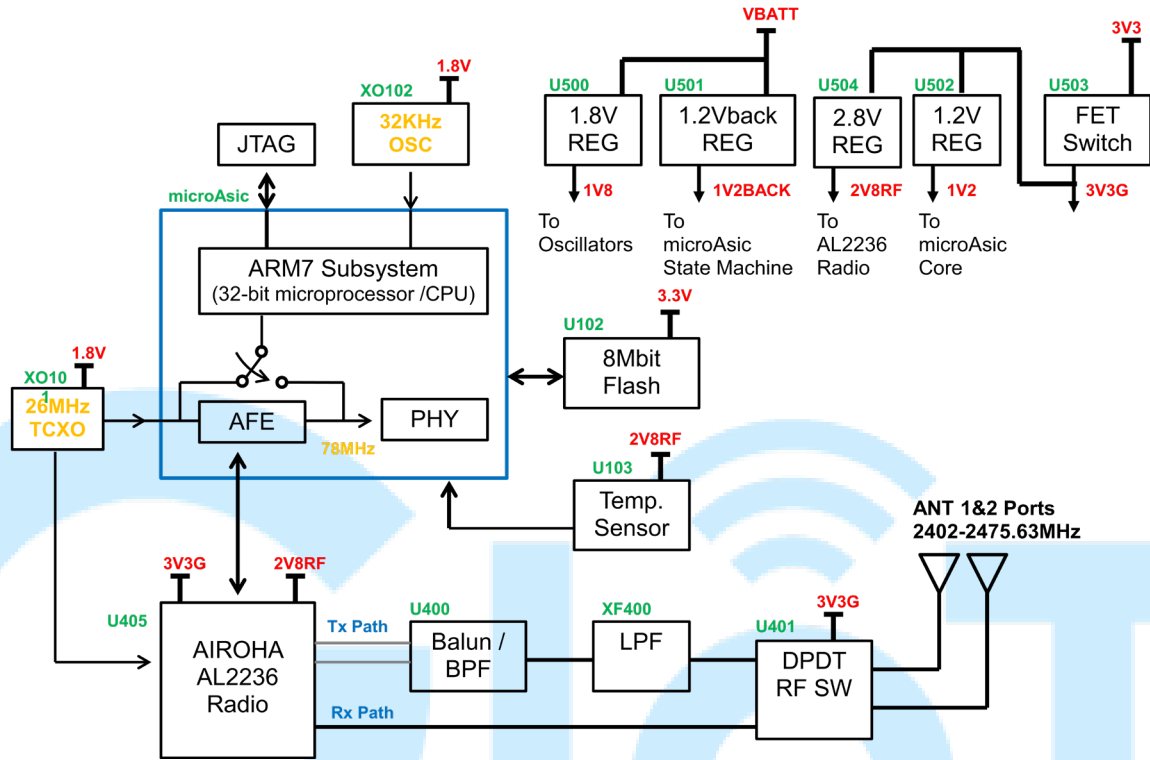 VBATT
3V3
1.8V
XO102
32KHz
OSC
JTAG
microAsic
U500
1.8V
REG
1V8
To
Oscillators
U501
1.2Vback
REG
1V2BACK
To
microAsic
State Machine
U504
2.8V
REG
2V8RF
To
AL2236
Radio
U502
1.2V
REG
1V2
To
microAsic
Core
U503
FET
Switch
3V3G
ARM7 Subsystem
(32-bit microprocessor /CPU)
3.3V
U102
8Mbit
Flash
1.8V
XO10
1
26MHz
TCXO
AFE
78MHz
PHY
2V8RF
U103
Temp.
Sensor
ANT 1&2 Ports
2402-2475.63MHz
3V3G
2V8RF
U405
AIROHA
AL2236
Radio
Tx Path
Rx Path
U400
Balun /
BPF
XF400
LPF
3V3G
U401
DPDT
RF SW